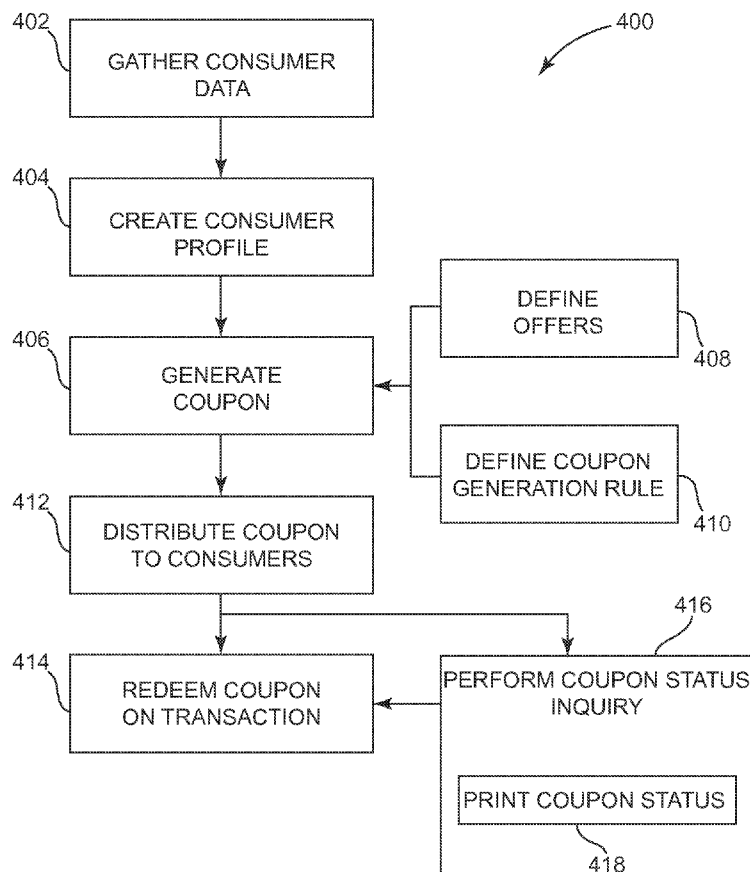 402
400
GATHER CONSUMER
DATA
404
CREATE CONSUMER
PROFILE
DEFINE
OFFERS
408
406
GENERATE
COUPON
DEFINE COUPON
GENERATION RULE
410
412
DISTRIBUTE COUPON
TO CONSUMERS
416
414
REDEEM COUPON
ON TRANSACTION
PERFORM COUPON STATUS
INQUIRY
PRINT COUPON STATUS
418